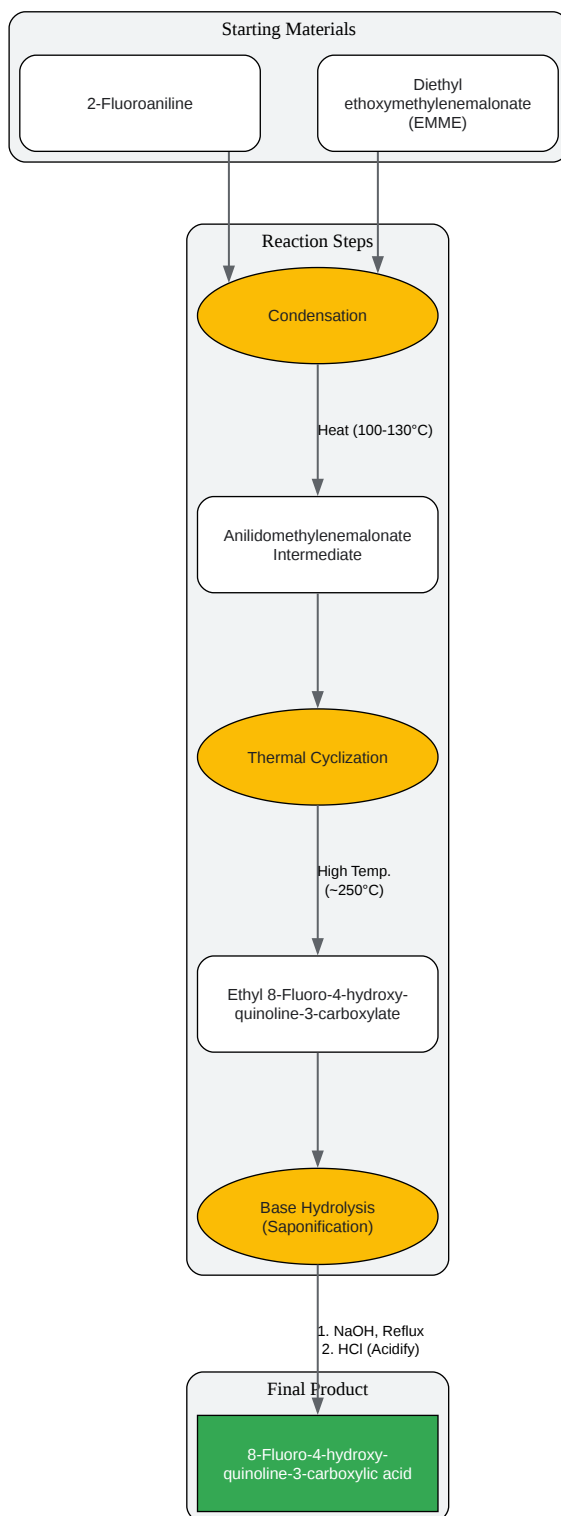 Starting Materials
2-Fluoroaniline
Diethyl
ethoxymethylenemalonate
(EMME)
Reaction Steps
Condensation
Heat (100-130°C)
Anilidomethylenemalonate
Intermediate
Thermal Cyclization
High Temp.
(~250°C)
Ethyl 8-Fluoro-4-hydroxy-
quinoline-3-carboxylate
Base Hydrolysis
(Saponification)
1. NaOH, Reflux
2. HCl (Acidify)
Final Product
8-Fluoro-4-hydroxy-
quinoline-3-carboxylic acid